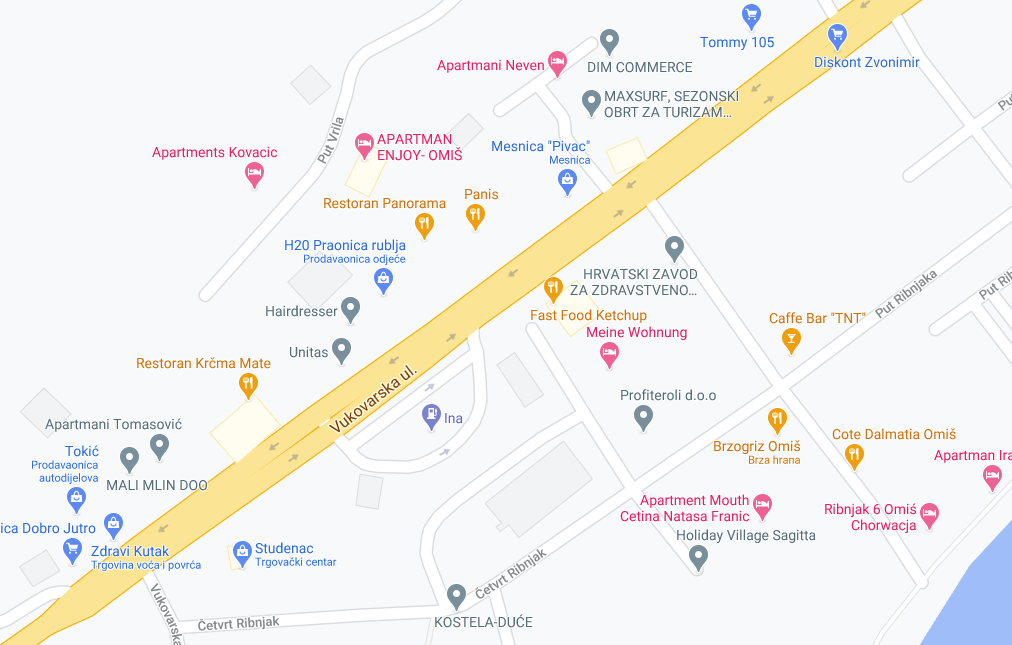 Tommy 105
Diskont Zvonimir
Apartmani Neven
DIM COMMERCE
MAXSURF, SEZONSKI
OBRT ZA TURIZAM...
Put Vrila
APARTMAN
ENJOY- OMIŠ
Apartments Kovacic
Mesnica "Pivac"
Mesnica
Panis
Restoran Panorama
H20 Praonica rublja
Prodavaonica odjeće
HRVATSKI ZAVOD
ZA ZDRAVSTVENO...
Put Ribnjaka
Hairdresser
Fast Food Ketchup
Meine Wohnung
Caffe Bar "TNT"
Unitas
Restoran Krčma Mate
Vukovarska ul.
Profiteroli d.o.o
Ina
Apartmani Tomasović
Brzogriz Omiš
Brza hrana
Cote Dalmatia Omiš
Tokić
Prodavaonica
autodijelova
MALI MLIN DOO
Apartman Ira
Apartment Mouth
Cetina Natasa Franic
Ribnjak 6 Omiś
Chorwacja
ica Dobro Jutro
Holiday Village Sagitta
Zdravi Kutak
Trgovina voća i povrća
Studenac
Trgovački centar
Četvrt Ribnjak
Vukovarska
Četvrt Ribnjak
KOSTELA-DUĆE